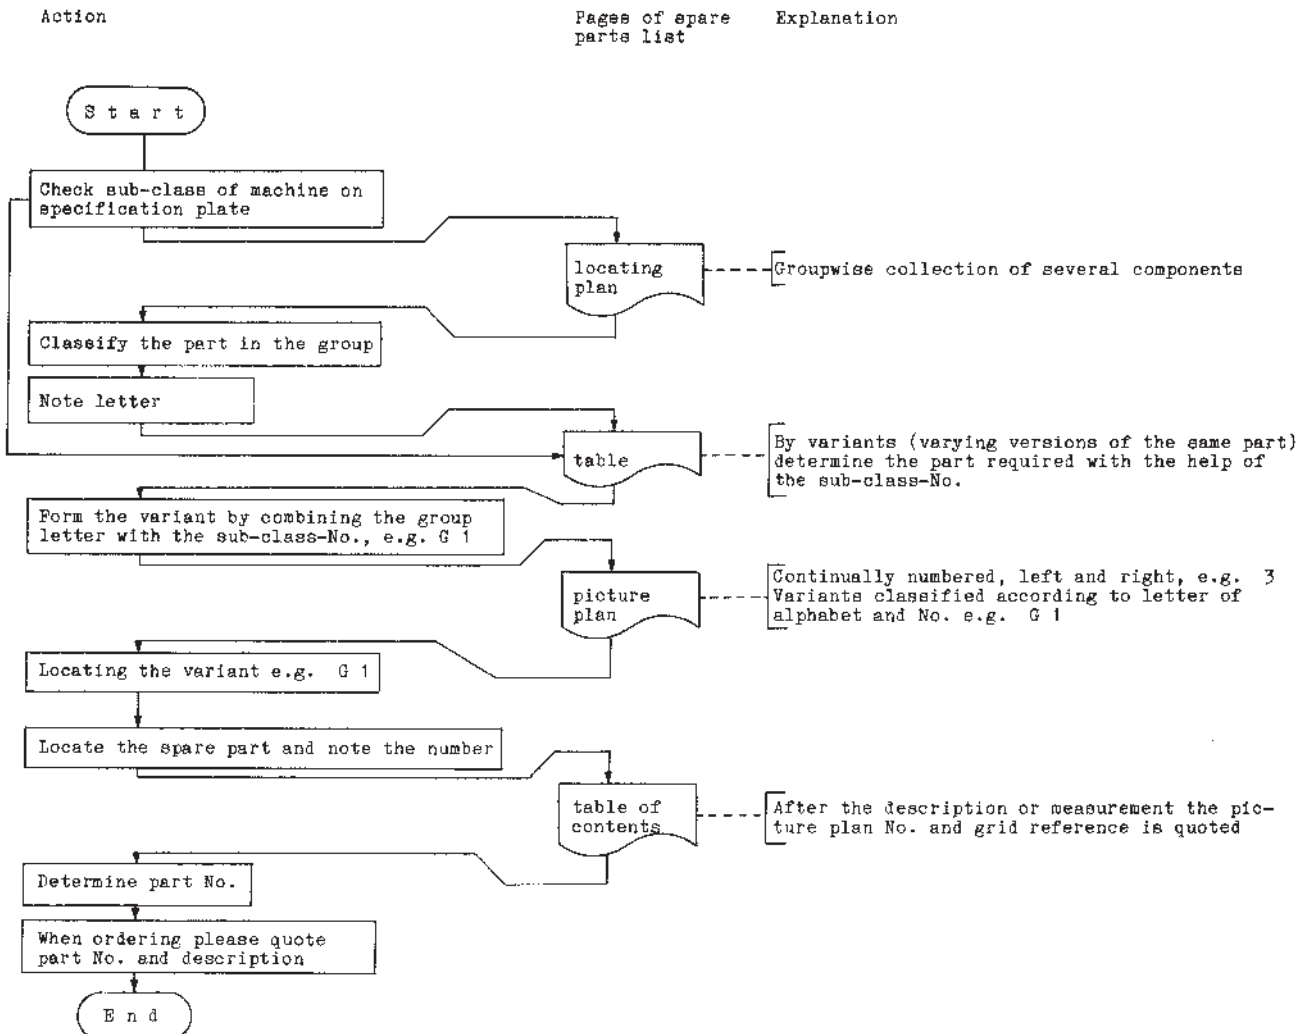 Action
Pages of spare
parts list
Explanation
S t a r t
Check sub-class of machine on
specification plate
locating
plan
Groupwise collection of several components
Classify the part in the group
Note letter
table
By variants (varying versions of the same part)
determine the part required with the help of
the sub-class-No.
Form the variant by combining the group
letter with the sub-class-No., e.g. G 1
picture
plan
Continually numbered, left and right, e.g. 3
Variants classified according to letter of
alphabet and No. e.g. G 1
Locating the variant e.g. G 1
Locate the spare part and note the number
table of
contents
After the description or measurement the pic-
ture plan No. and grid reference is quoted
Determine part No.
When ordering please quote
part No. and description
E n d